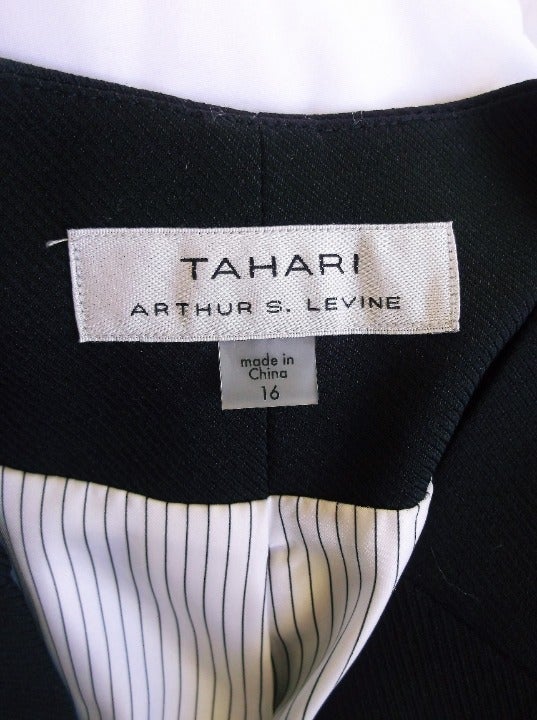 TAHARI
ARTHUR S. LEVINE
made in
China
16